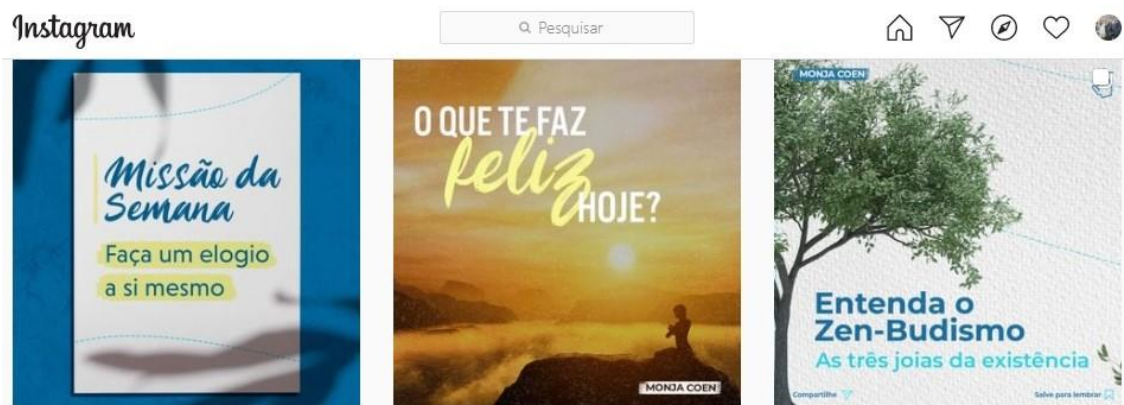 Instagram
Pesquisar
Missão da
Semana
Faça um elogio
a si mesmo
O QUE TE FAZ
feliz
HOJE?
MONJA COEN
MONJA COEN
Entenda o
Zen-Budismo
As três joias da existência
Compartilhe
Salve para lembrar